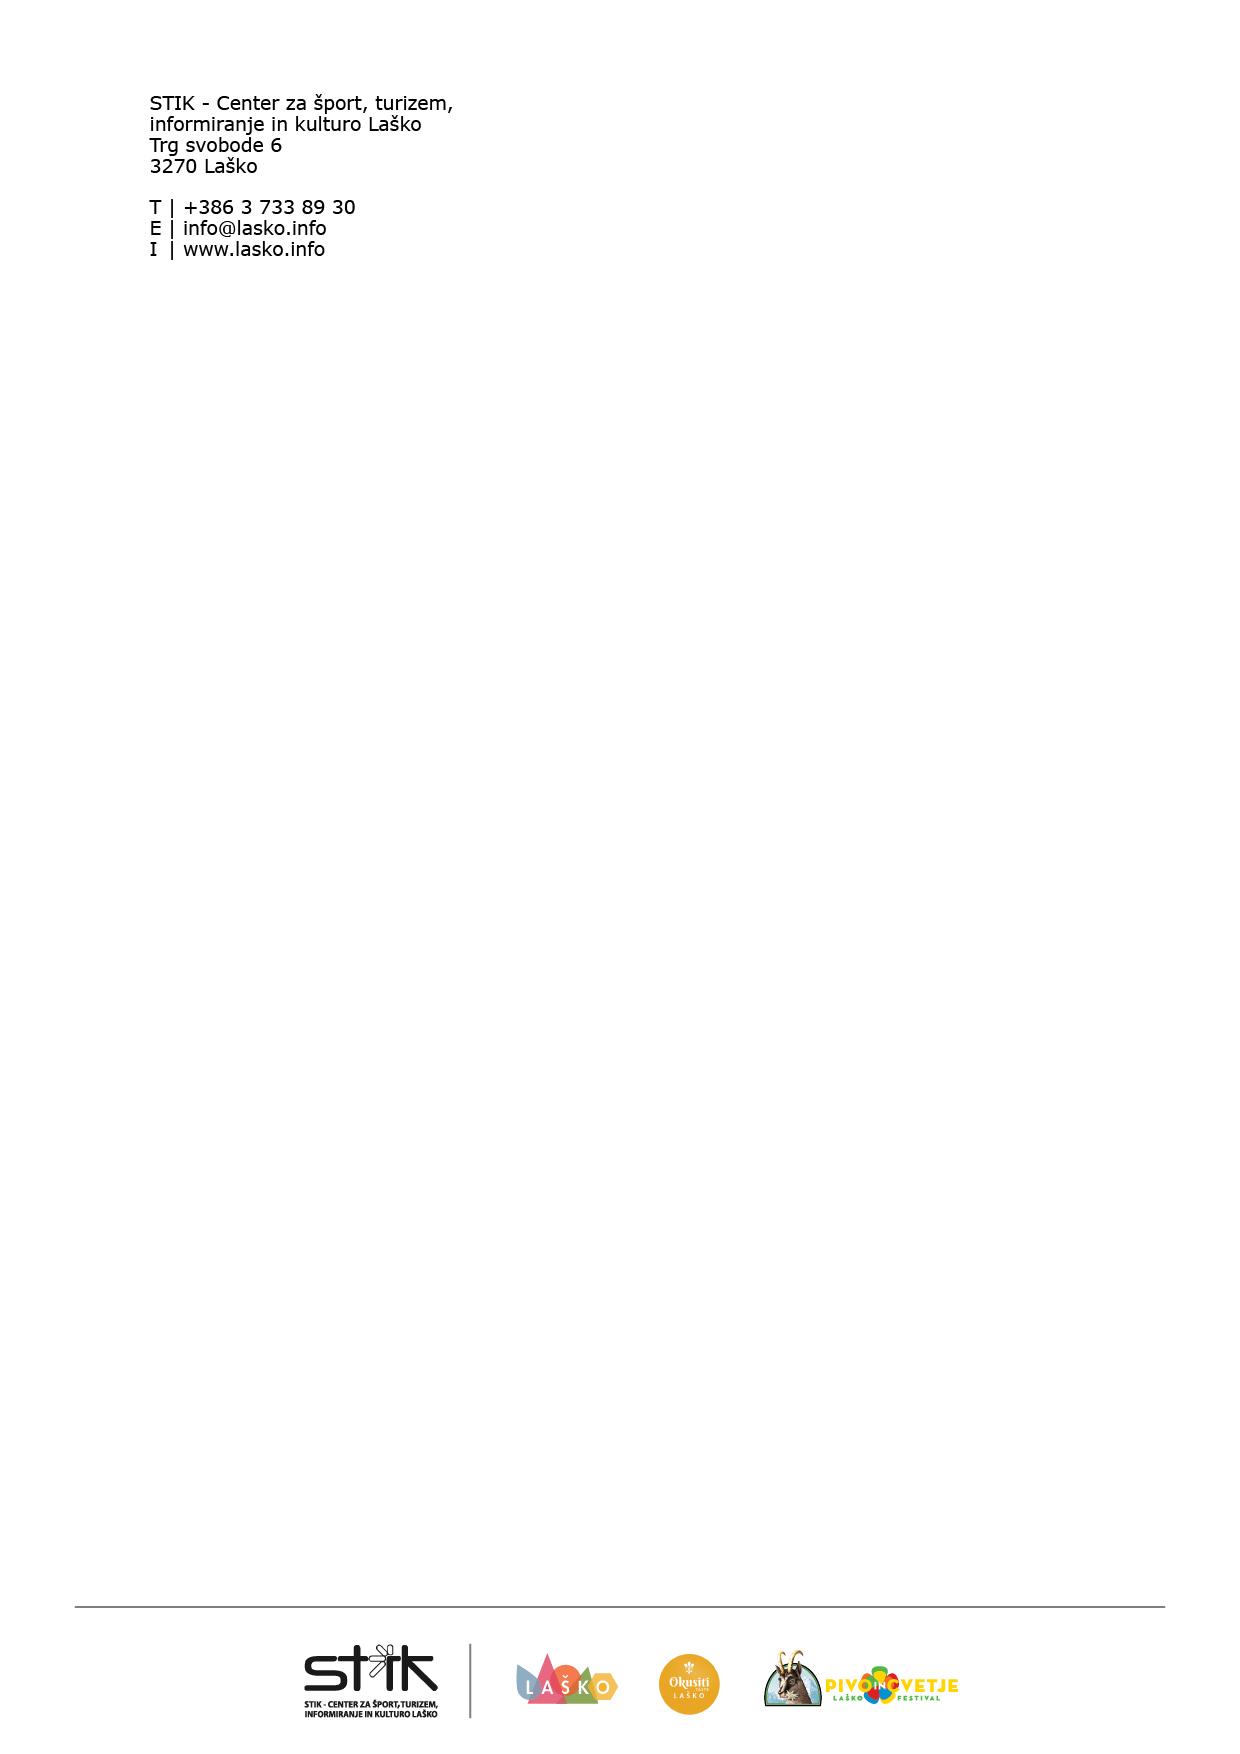 STIK - Center za šport, turizem,
informiranje in kulturo Laško
Trg svobode 6
3270 Laško
T | +386 3 733 89 30
E | info@lasko.info
I | www.lasko.info
stik
STIK - CENTER ZA ŠPORT, TURIZEM,
INFORMIRANJE IN KULTURO LAŠKO
LAŠKO
Okusiti
TASTE
LAŠKO
PIVO IN CVETJE
LAŠKO FESTIVAL